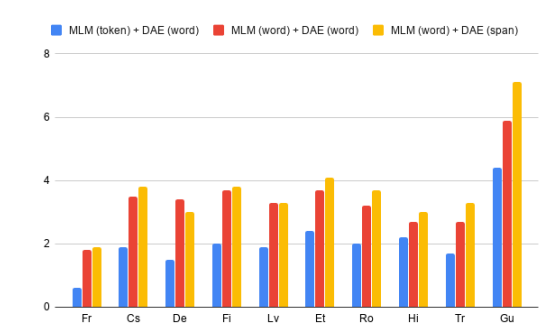 MLM (token) + DAE (word) MLM (word) + DAE (word) MLM (word) + DAE (span)
8
6
4
2
0
Fr Cs De Fi Lv Et Ro Hi Tr Gu